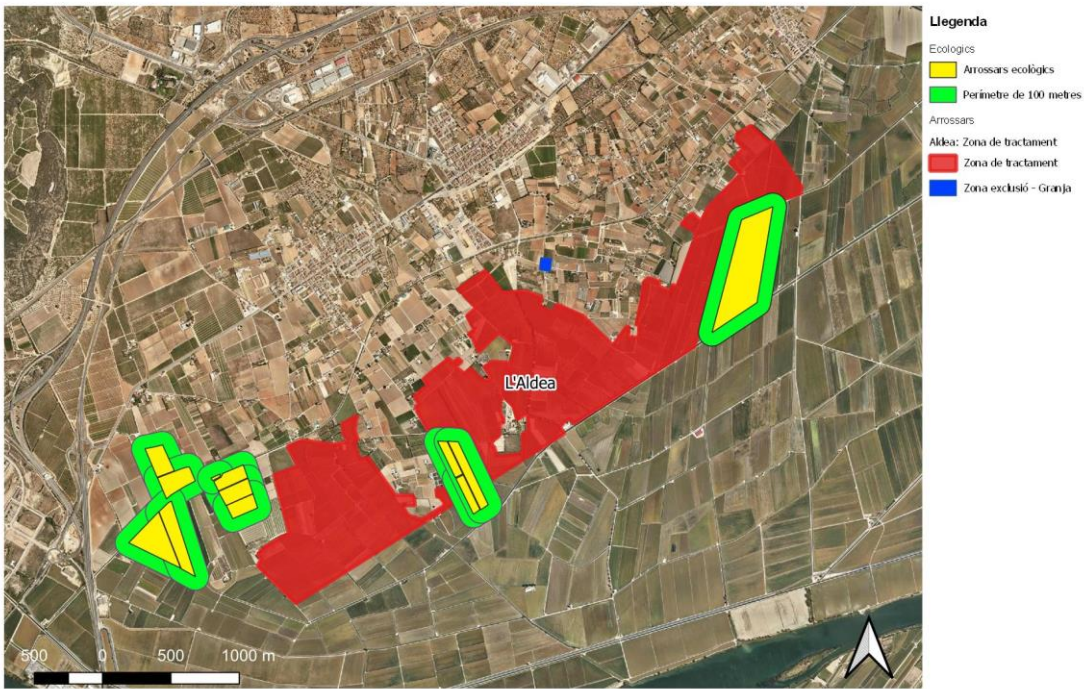 Llegenda
Ecologics
Arrossars ecològics
Perímetre de 100 metres
Arrossars
Aldea: Zona de tractament
Zona de tractament
Zona exclusió - Granja
L'Aldea
500 0 500 1000 m